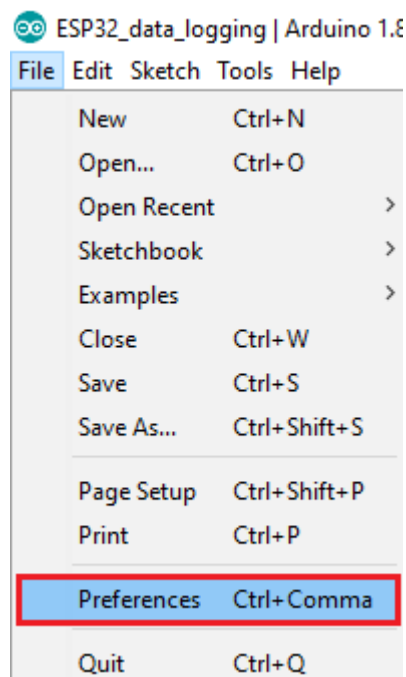 ESP32_data_logging | Arduino 1.8
File Edit Sketch Tools Help
New Ctrl+N
Open... Ctrl+O
Open Recent >
Sketchbook >
Examples >
Close Ctrl+W
Save Ctrl+S
Save As... Ctrl+Shift+S
Page Setup Ctrl+Shift+P
Print Ctrl+P
Preferences Ctrl+Comma
Quit Ctrl+Q